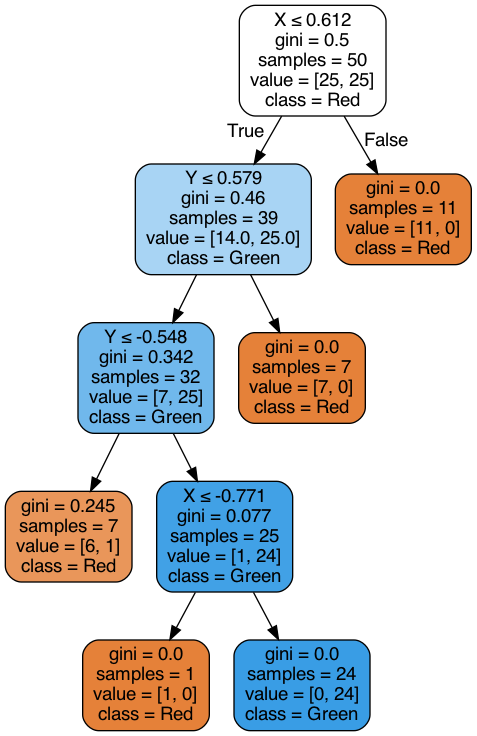 X ≤ 0.612
gini = 0.5
samples = 50
value = [25, 25]
class = Red
True
False
Y ≤ 0.579
gini = 0.46
samples = 39
value = [14.0, 25.0]
class = Green
gini = 0.0
samples = 11
value = [11, 0]
class = Red
Y ≤ -0.548
gini = 0.342
samples = 32
value = [7, 25]
class = Green
gini = 0.0
samples = 7
value = [7, 0]
class = Red
gini = 0.245
samples = 7
value = [6, 1]
class = Red
X ≤ -0.771
gini = 0.077
samples = 25
value = [1, 24]
class = Green
gini = 0.0
samples = 1
value = [1, 0]
class = Red
gini = 0.0
samples = 24
value = [0, 24]
class = Green